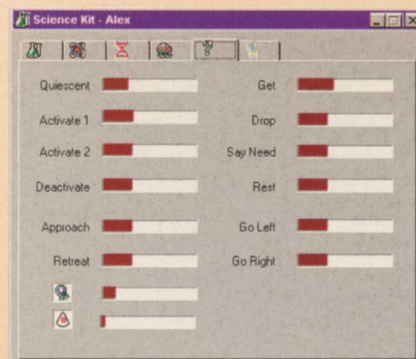 Science Kit - Alex
Quiescent
Activate 1
Activate 2
Deactivate
Approach
Retreat
Get
Drop
Say Need
Rest
Go Left
Go Right